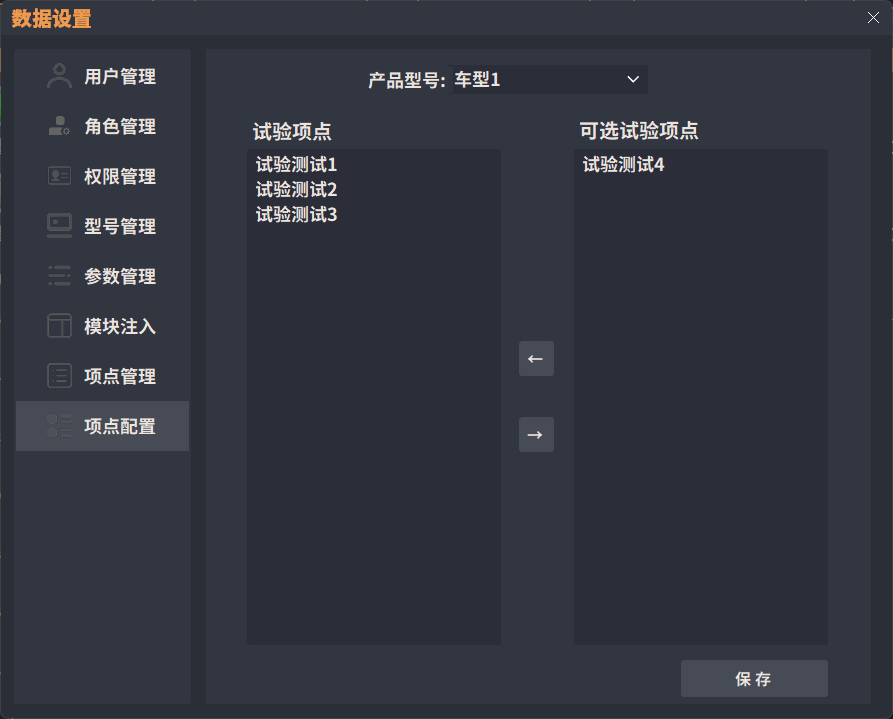 数据设置
用户管理
角色管理
权限管理
型号管理
参数管理
模块注入
项点管理
项点配置
产品型号: 车型1
试验项点
试验测试1
试验测试2
试验测试3
←
→
可选试验项点
试验测试4
保存